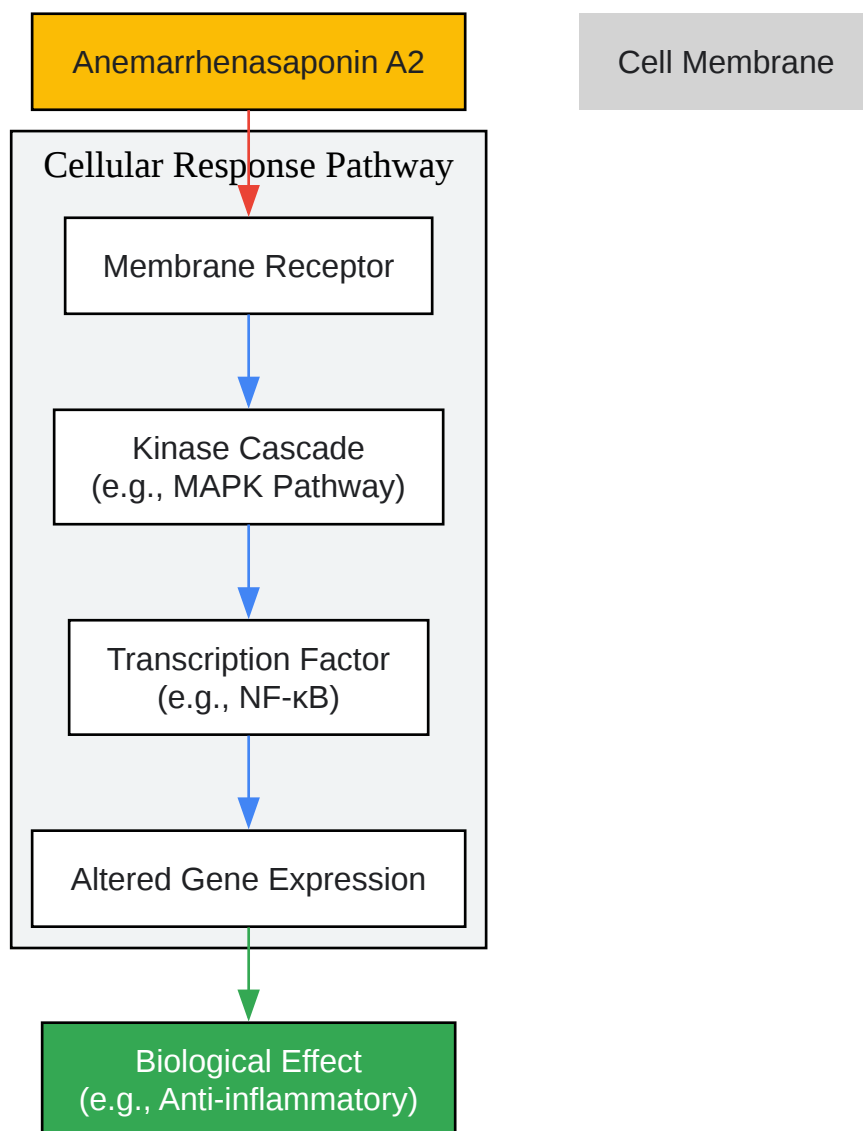 Anemarrhenasaponin A2
Cell Membrane
Cellular Response Pathway
Membrane Receptor
Kinase Cascade
(e.g., MAPK Pathway)
Transcription Factor
(e.g., NF-κB)
Altered Gene Expression
Biological Effect
(e.g., Anti-inflammatory)